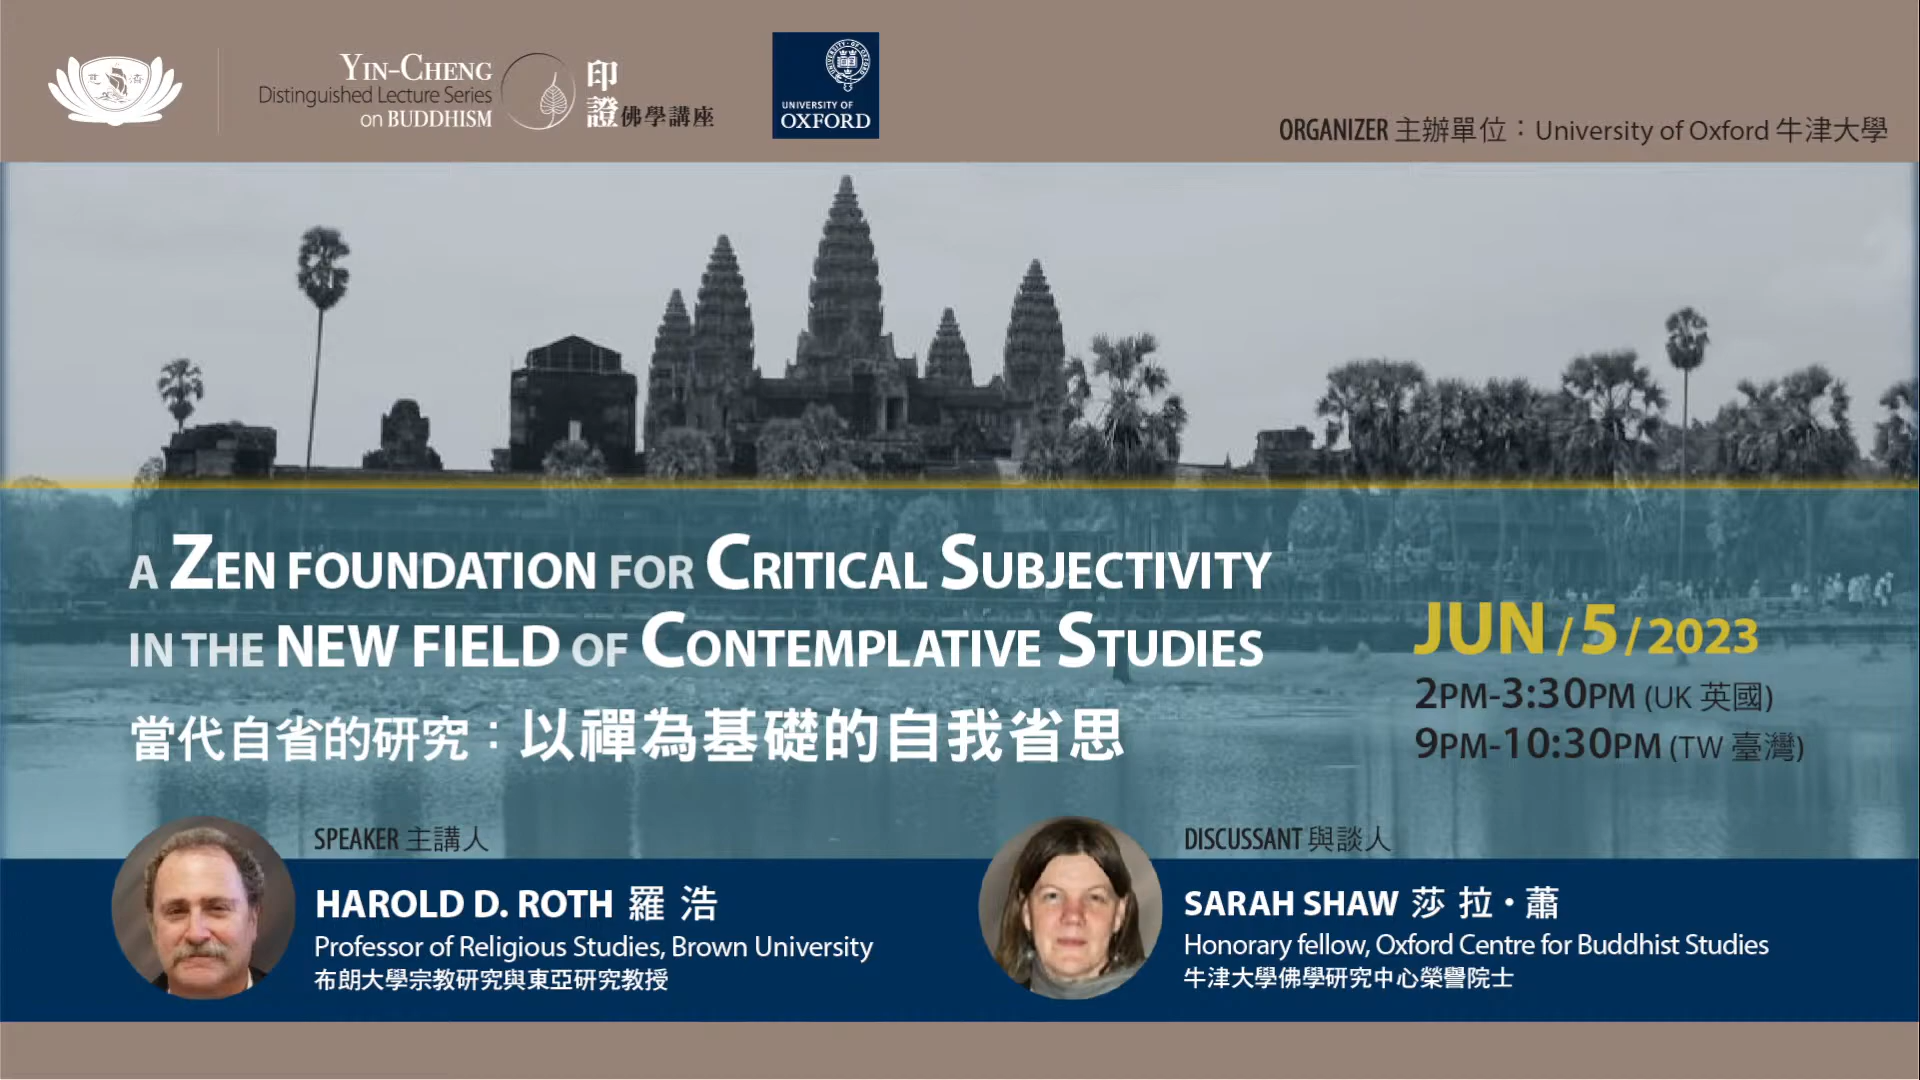 慈濟
YIN-CHENG
Distinguished Lecture Series
on BUDDHISM
印
證佛學講座
UNIVERSITY OF
OXFORD
ORGANIZER 主辦單位：University of Oxford 牛津大學
A ZEN FOUNDATION FOR CRITICAL SUBJECTIVITY
IN THE NEW FIELD OF CONTEMPLATIVE STUDIES
當代自省的研究：以禪為基礎的自我省思
JUN/5/2023
2PM-3:30PM (UK 英國)
9PM-10:30PM (TW 臺灣)
SPEAKER 主講人
HAROLD D. ROTH 羅 浩
Professor of Religious Studies, Brown University
布朗大學宗教研究與東亞研究教授
DISCUSSANT 與談人
SARAH SHAW 莎 拉・蕭
Honorary fellow, Oxford Centre for Buddhist Studies
牛津大學佛學研究中心榮譽院士